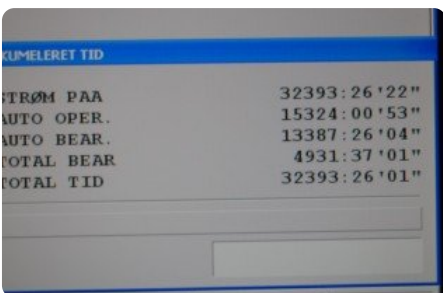 KUMELERET TID
STRØM PAA 32393:26'22"
AUTO OPER. 15324:00'53"
AUTO BEAR. 13387:26'04"
TOTAL BEAR 4931:37'01"
TOTAL TID 32393:26'01"